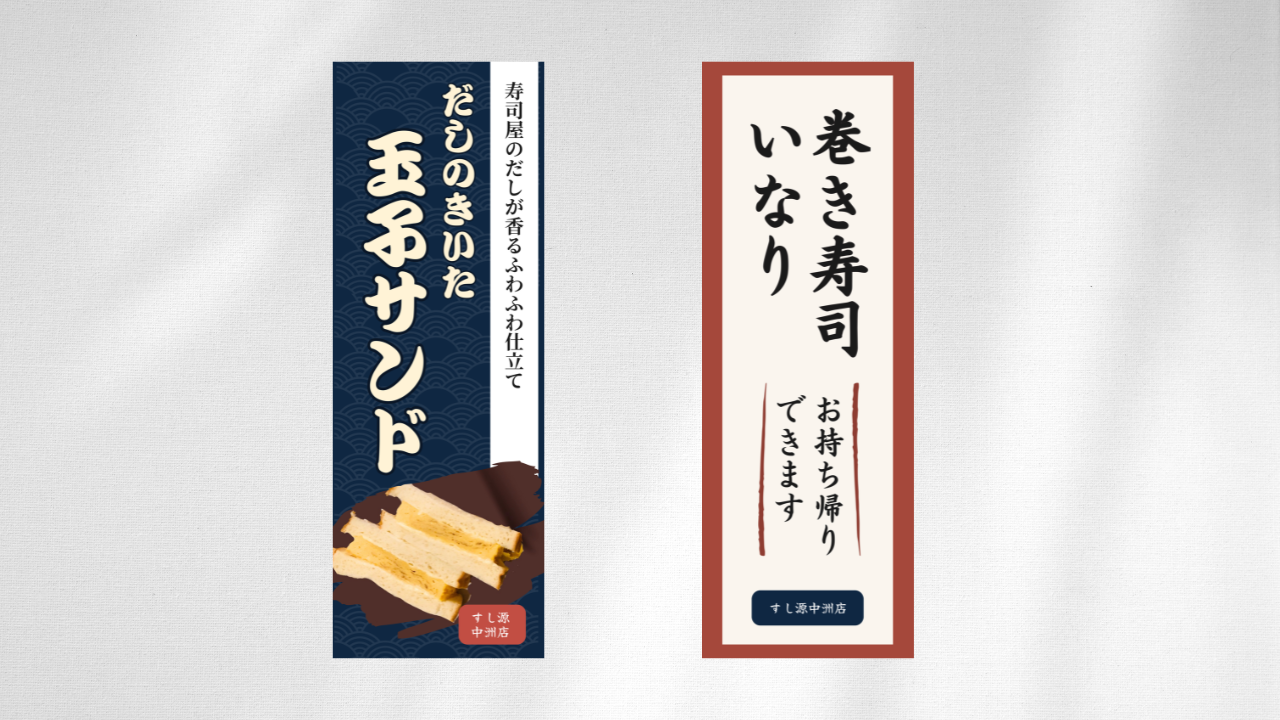 寿司屋のだしが香るふわふわ仕立て
だしのきいた
玉子サンド
すし源
中洲店
巻き寿司
いなり
お持ち帰り
できます
すし源中洲店